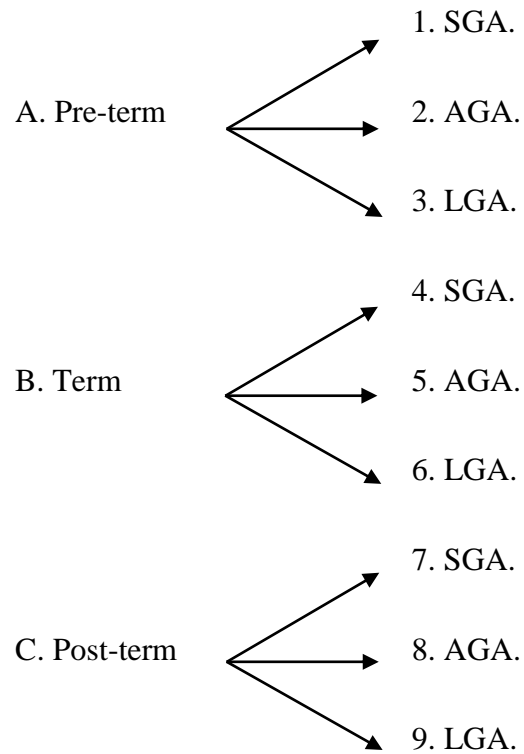 1. SGA.
A. Pre-term
2. AGA.
3. LGA.
4. SGA.
B. Term
5. AGA.
6. LGA.
7. SGA.
C. Post-term
8. AGA.
9. LGA.